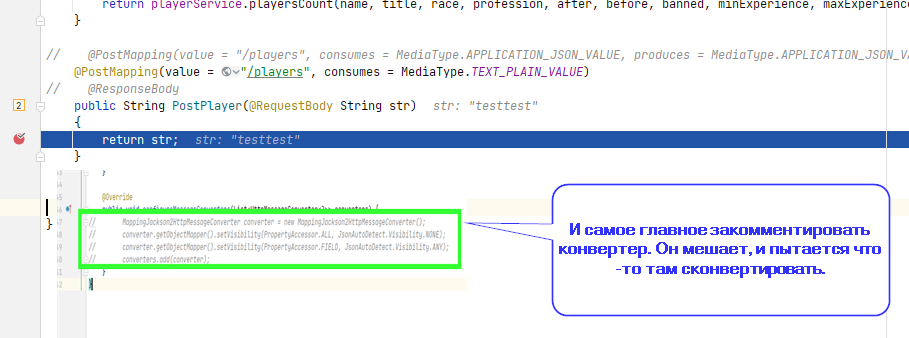 return playerService.playersCount(name, title, race, profession, after, before, banned, minExperience, maxExperience
}
// @PostMapping(value = "/players", consumes = MediaType.APPLICATION_JSON_VALUE, produces = MediaType.APPLICATION_JSON_VA
@PostMapping(value = "/players", consumes = MediaType.TEXT_PLAIN_VALUE)
// @ResponseBody
2 public String PostPlayer(@RequestBody String str) str: "testtest"
{
return str; str: "testtest"
}
}
@Override
public void configureMessageConverters(List<HttpMessageConverter<?>> converters) {
// MappingJackson2HttpMessageConverter converter = new MappingJackson2HttpMessageConverter();
// converter.getObjectMapper().setVisibility(PropertyAccessor.ALL, JsonAutoDetect.Visibility.NONE);
// converter.getObjectMapper().setVisibility(PropertyAccessor.FIELD, JsonAutoDetect.Visibility.ANY);
// converters.add(converter);
}
}
}
И самое главное закомментировать
конвертер. Он мешает, и пытается что
-то там сконвертировать.